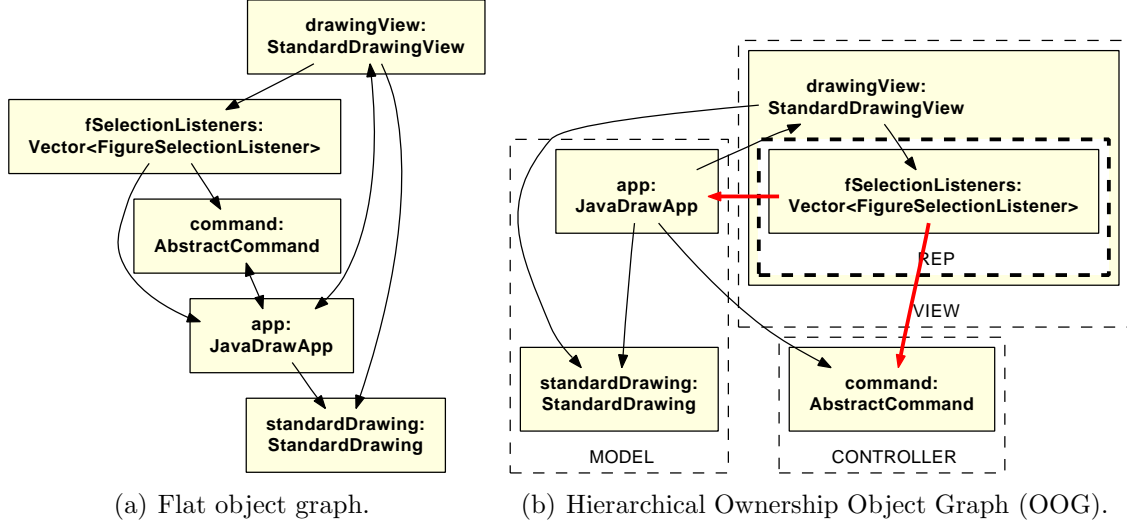 drawingView:
StandardDrawingView
fSelectionListeners:
Vector<FigureSelectionListener>
command:
AbstractCommand
app:
JavaDrawApp
standardDrawing:
StandardDrawing
(a) Flat object graph.
drawingView:
StandardDrawingView
app:
JavaDrawApp
fSelectionListeners:
Vector<FigureSelectionListener>
REP
VIEW
standardDrawing:
StandardDrawing
MODEL
command:
AbstractCommand
CONTROLLER
(b) Hierarchical Ownership Object Graph (OOG).